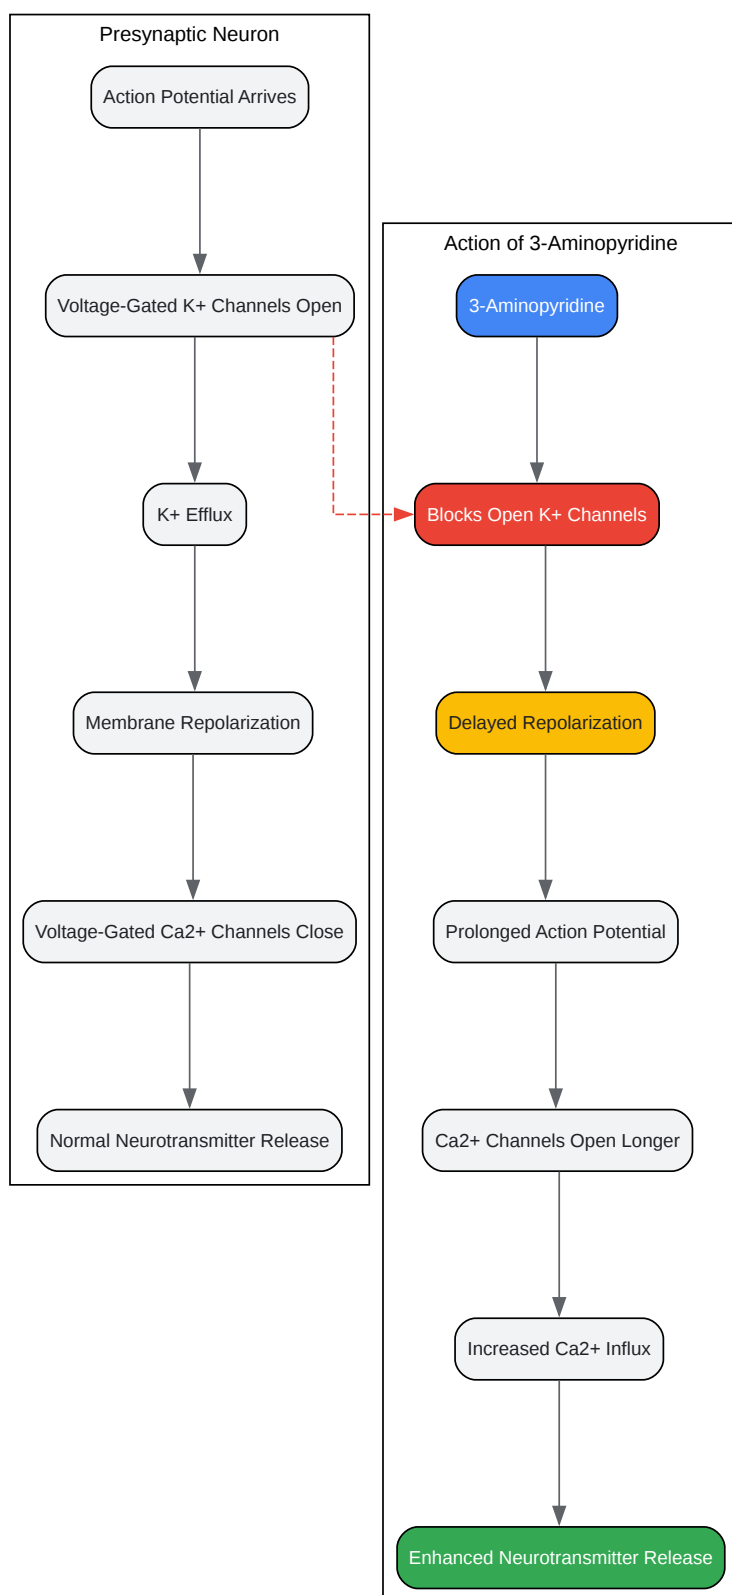 Presynaptic Neuron
Action Potential Arrives
Voltage-Gated K+ Channels Open
K+ Efflux
Membrane Repolarization
Voltage-Gated Ca2+ Channels Close
Normal Neurotransmitter Release
Action of 3-Aminopyridine
3-Aminopyridine
Blocks Open K+ Channels
Delayed Repolarization
Prolonged Action Potential
Ca2+ Channels Open Longer
Increased Ca2+ Influx
Enhanced Neurotransmitter Release